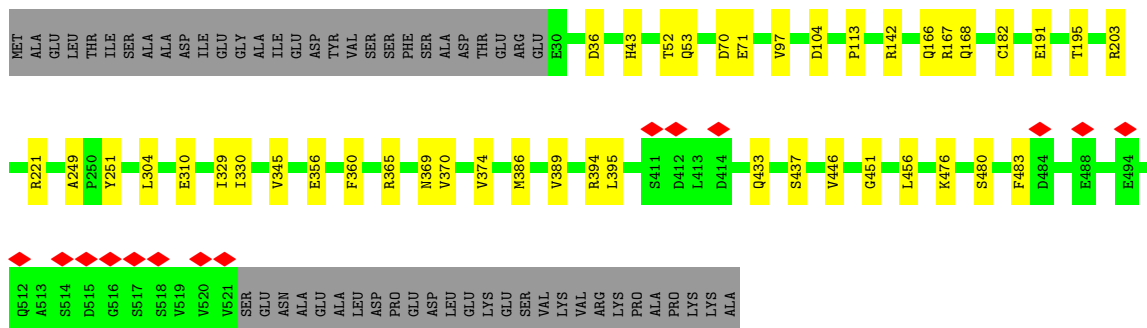 MET ALA GLU LEU THR ILE SER ALA ALA ASP ILE GLU GLY ALA ILE GLU ASP TYR VAL SER SER PHE SER ALA ASP THR GLU ARG GLU E30 D36 H43 T52 Q53 D70 E71 V97 D104 P113 R142 Q166 R167 Q168 C182 E191 T195 R203
R221 A249 P250 Y251 L304 E310 I329 I330 V345 E356 F360 R365 N369 V370 V374 M386 V389 R394 L395 S411 D412 L413 D414 Q433 S437 V446 G451 L456 K476 S480 F483 D484 E488 E494
Q512 A513 S514 D515 G516 S517 S518 V519 V520 V521 SER GLU ASN ALA GLU ALA LEU ASP PRO GLU ASP LEU GLU LYS GLU SER VAL LYS VAL ARG LYS PRO ALA PRO LYS LYS ALA